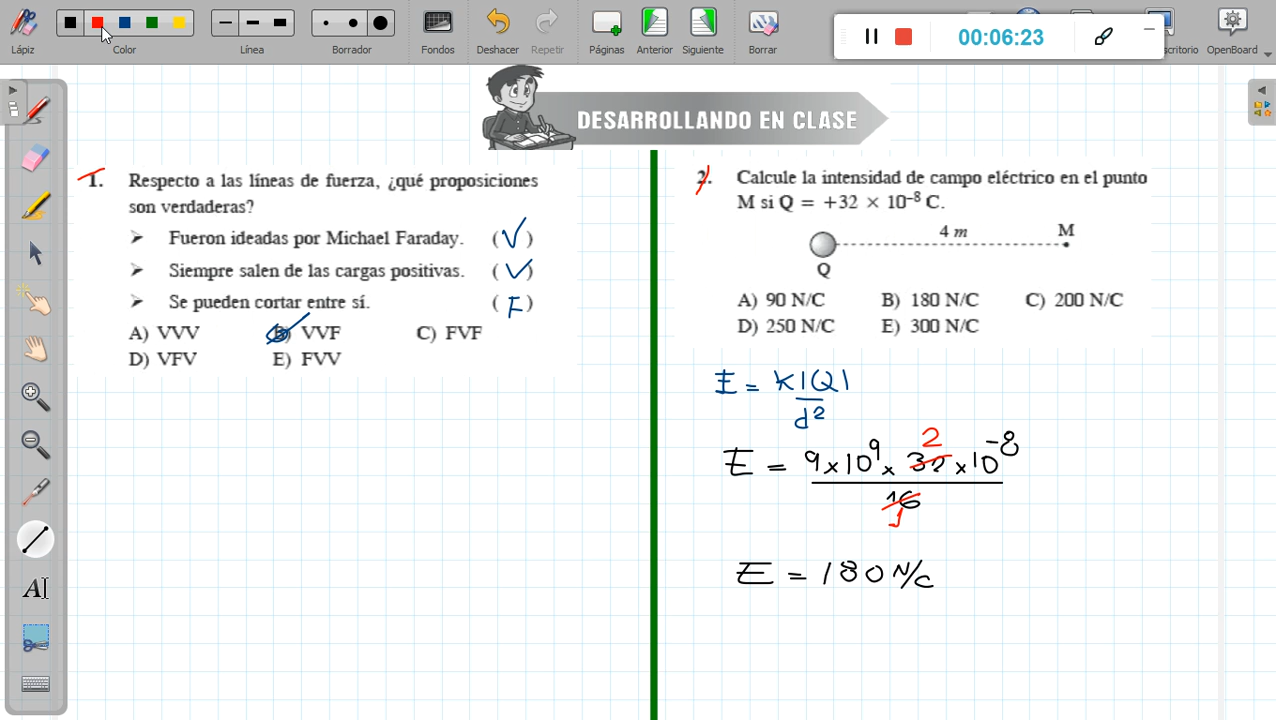 Lápiz
Color
Línea
Borrador
Fondos
Deshacer
Repetir
Páginas
Anterior
Siguiente
Borrar
00:06:23
critorio
OpenBoard
DESARROLLANDO EN CLASE
1. Respecto a las líneas de fuerza, ¿qué proposiciones
son verdaderas?
➤ Fueron ideadas por Michael Faraday. (V)
➤ Siempre salen de las cargas positivas. (V)
➤ Se pueden cortar entre sí. (F)
A) VVV B) VVF C) FVF
D) VFV E) FVV
2. Calcule la intensidad de campo eléctrico en el punto
M si Q = +32 × 10⁻⁸ C.
4 m M
Q
A) 90 N/C B) 180 N/C C) 200 N/C
D) 250 N/C E) 300 N/C
E = K|Q|
d²
2
E = 9×10⁹ × 32 × 10⁻⁸
16
1
E = 180 N/C
AI